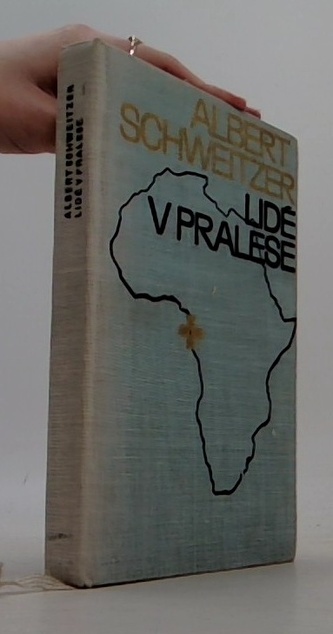 ALBERT SCHWEITZER
LIDÉ V PRALESE
ALBERT
SCHWEITZER
LIDÉ
V PRALESE